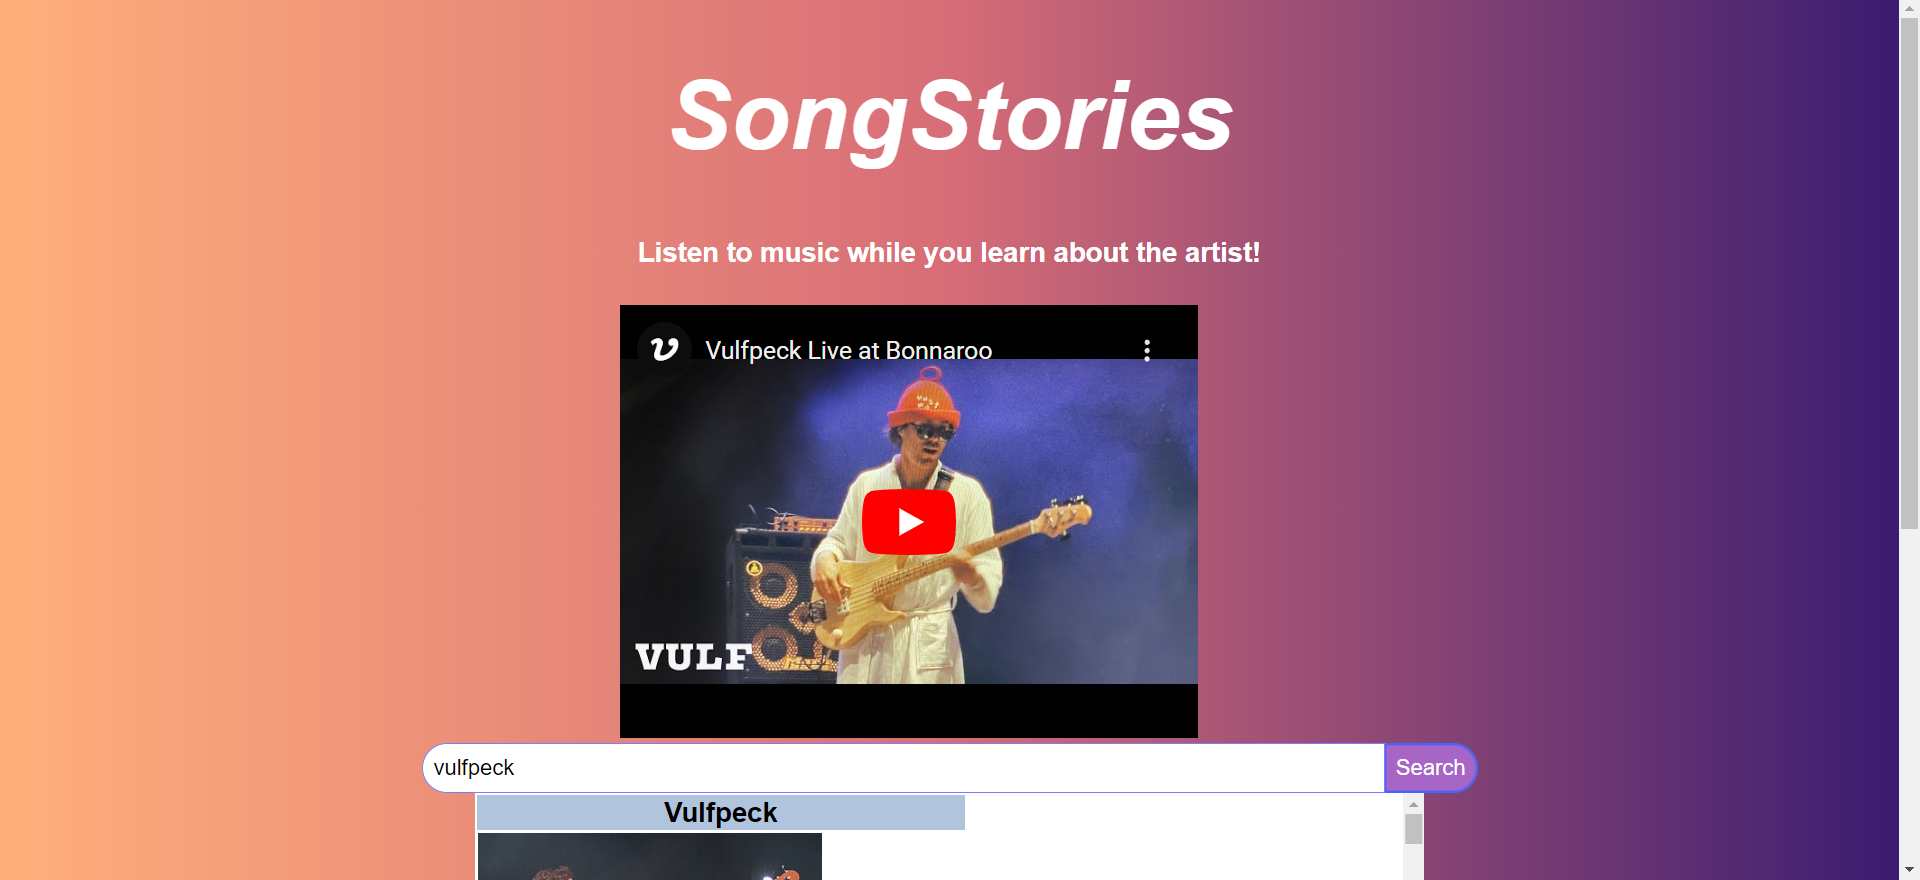 SongStories
Listen to music while you learn about the artist!
Vulfpeck Live at Bonnaroo
VULF
vulfpeck
Search
Vulfpeck